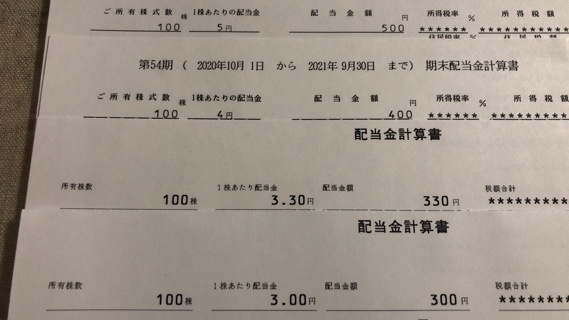 ご所有株式数 1株あたりの配当金 配当金額 所得税率 所得税額
100 株 5円 500 円 ****** % *******
第54期 ( 2020年10月 1日 から 2021年 9月30日 まで) 期末配当金計算書
ご所有株式数 1株あたりの配当金 配当金額 所得税率 所得税額
100 株 4円 400 円 ****** % *******
配当金計算書
所有株数 1株あたり配当金 配当金額 税額合計
100株 3.30円 330円 *********
配当金計算書
所有株数 1株あたり配当金 配当金額 税額合計
100株 3.00円 300円 ********